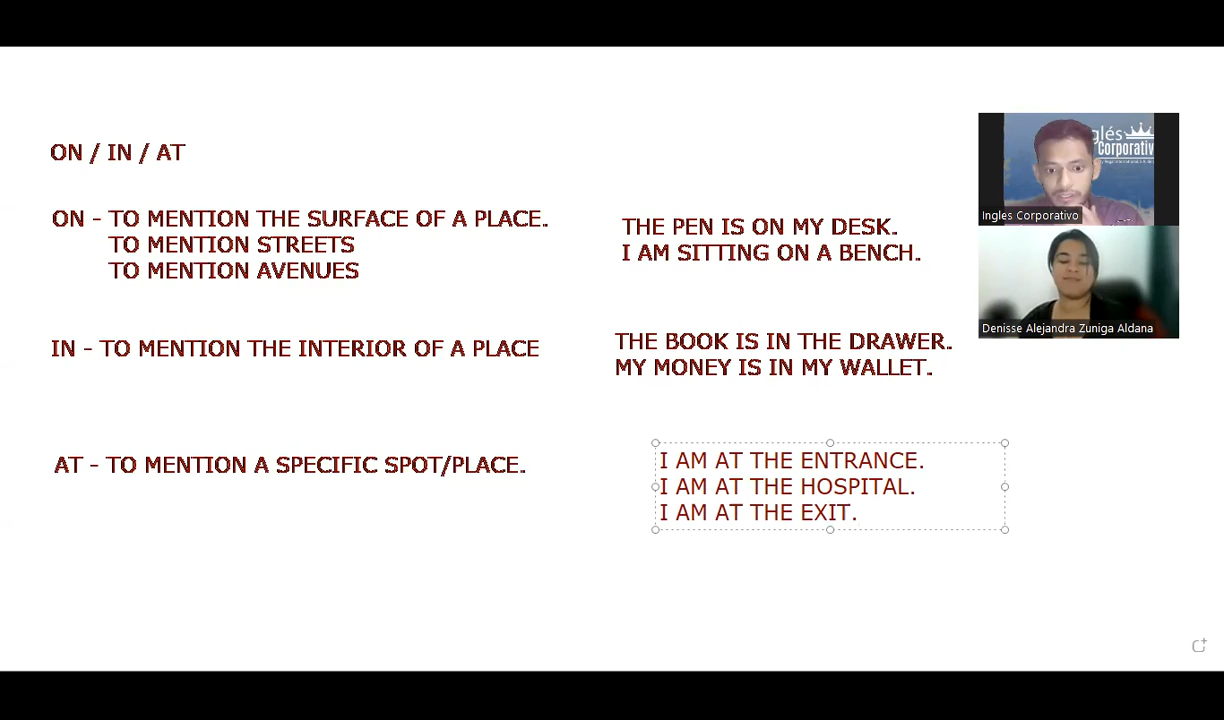 ON / IN / AT
ON - TO MENTION THE SURFACE OF A PLACE.
TO MENTION STREETS
TO MENTION AVENUES
THE PEN IS ON MY DESK.
I AM SITTING ON A BENCH.
IN - TO MENTION THE INTERIOR OF A PLACE
THE BOOK IS IN THE DRAWER.
MY MONEY IS IN MY WALLET.
AT - TO MENTION A SPECIFIC SPOT/PLACE.
I AM AT THE ENTRANCE.
I AM AT THE HOSPITAL.
I AM AT THE EXIT.
glés
Corporativ
Ingles Corporativo
Denisse Alejandra Zuniga Aldana